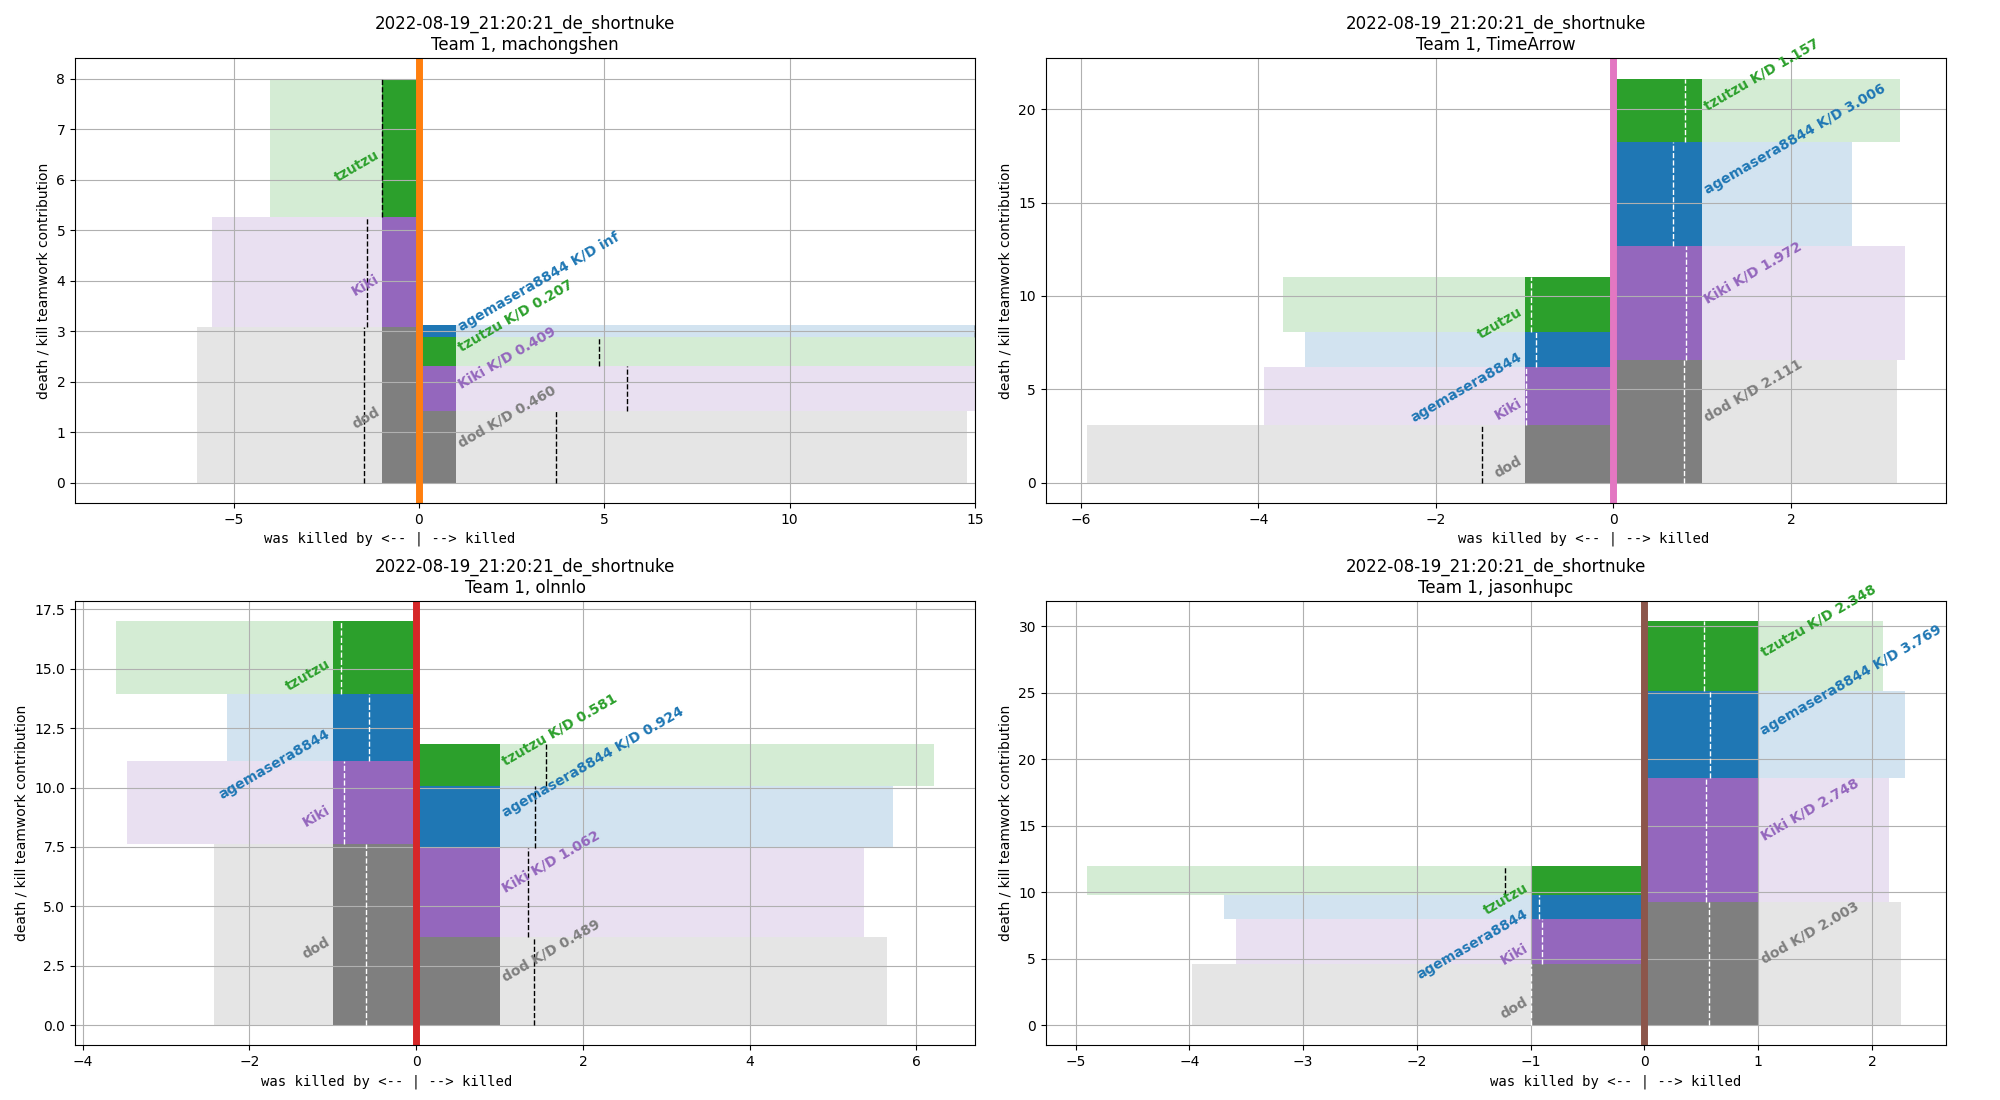 2022-08-19_21:20:21_de_shortnuke
Team 1, machongshen
death / kill teamwork contribution
8
7
6
5
4
3
2
1
0
tzutzu
Kiki
dod
agemasera8844 K/D inf
tzutzu K/D 0.207
Kiki K/D 0.409
dod K/D 0.460
−5 0 5 10 15
was killed by <-- | --> killed
2022-08-19_21:20:21_de_shortnuke
Team 1, TimeArrow
death / kill teamwork contribution
20
15
10
5
0
tzutzu
agemasera8844
Kiki
dod
tzutzu K/D 1.157
agemasera8844 K/D 3.006
Kiki K/D 1.972
dod K/D 2.111
−6 −4 −2 0 2
was killed by <-- | --> killed
2022-08-19_21:20:21_de_shortnuke
Team 1, olnnlo
death / kill teamwork contribution
17.5
15.0
12.5
10.0
7.5
5.0
2.5
0.0
tzutzu
agemasera8844
Kiki
dod
tzutzu K/D 0.581
agemasera8844 K/D 0.924
Kiki K/D 1.062
dod K/D 0.489
−4 −2 0 2 4 6
was killed by <-- | --> killed
2022-08-19_21:20:21_de_shortnuke
Team 1, jasonhupc
death / kill teamwork contribution
30
25
20
15
10
5
0
tzutzu
agemasera8844
Kiki
dod
tzutzu K/D 2.348
agemasera8844 K/D 3.769
Kiki K/D 2.748
dod K/D 2.003
−5 −4 −3 −2 −1 0 1 2
was killed by <-- | --> killed